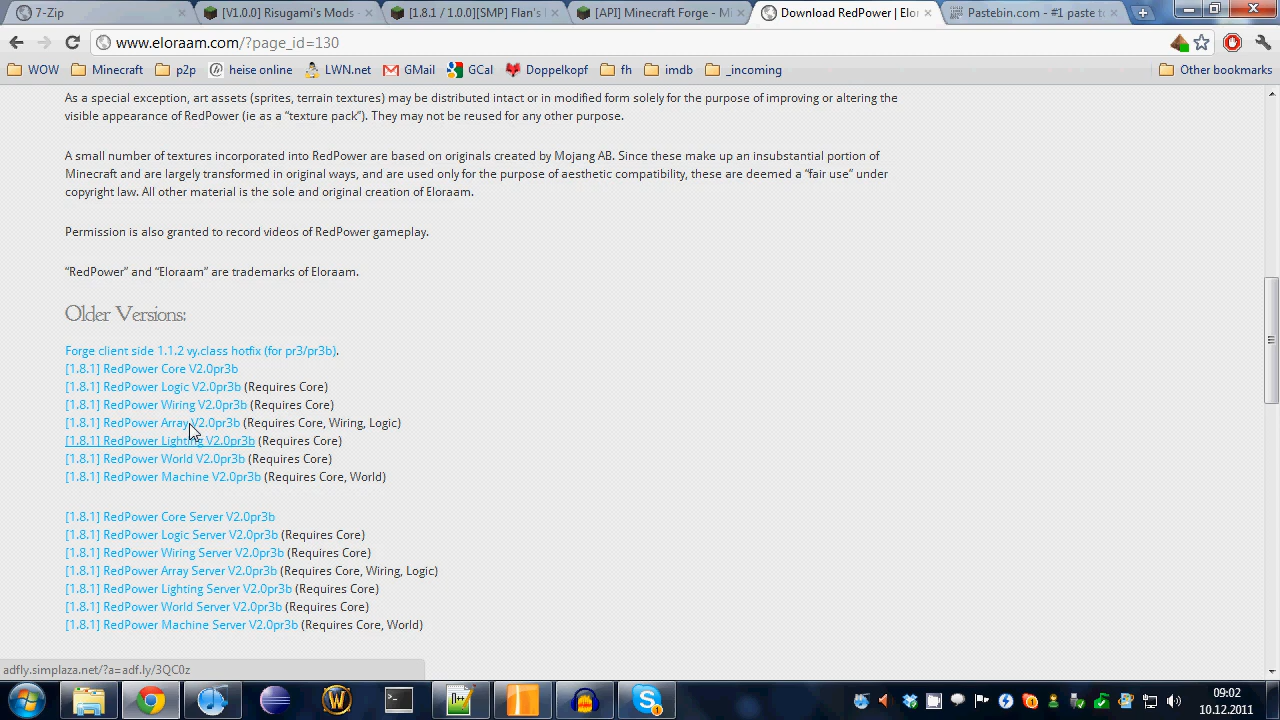 7-Zip
[V1.0.0] Risugami's Mods -
[1.8.1 / 1.0.0][SMP] Flan's
[API] Minecraft Forge - Mi
Download RedPower | Elor
Pastebin.com - #1 paste to
www.eloraam.com/?page_id=130
WOW
Minecraft
p2p
heise online
LWN.net
GMail
GCal
Doppelkopf
fh
imdb
_incoming
Other bookmarks
As a special exception, art assets (sprites, terrain textures) may be distributed intact or in modified form solely for the purpose of improving or altering the
visible appearance of RedPower (ie as a “texture pack”). They may not be reused for any other purpose.
A small number of textures incorporated into RedPower are based on originals created by Mojang AB. Since these make up an insubstantial portion of
Minecraft and are largely transformed in original ways, and are used only for the purpose of aesthetic compatibility, these are deemed a “fair use” under
copyright law. All other material is the sole and original creation of Eloraam.
Permission is also granted to record videos of RedPower gameplay.
“RedPower” and “Eloraam” are trademarks of Eloraam.
Older Versions:
Forge client side 1.1.2 vy.class hotfix (for pr3/pr3b).
[1.8.1] RedPower Core V2.0pr3b
[1.8.1] RedPower Logic V2.0pr3b (Requires Core)
[1.8.1] RedPower Wiring V2.0pr3b (Requires Core)
[1.8.1] RedPower Array V2.0pr3b (Requires Core, Wiring, Logic)
[1.8.1] RedPower Lighting V2.0pr3b (Requires Core)
[1.8.1] RedPower World V2.0pr3b (Requires Core)
[1.8.1] RedPower Machine V2.0pr3b (Requires Core, World)
[1.8.1] RedPower Core Server V2.0pr3b
[1.8.1] RedPower Logic Server V2.0pr3b (Requires Core)
[1.8.1] RedPower Wiring Server V2.0pr3b (Requires Core)
[1.8.1] RedPower Array Server V2.0pr3b (Requires Core, Wiring, Logic)
[1.8.1] RedPower Lighting Server V2.0pr3b (Requires Core)
[1.8.1] RedPower World Server V2.0pr3b (Requires Core)
[1.8.1] RedPower Machine Server V2.0pr3b (Requires Core, World)
adfly.simplaza.net/?a=adf.ly/3QC0z
09:02
10.12.2011